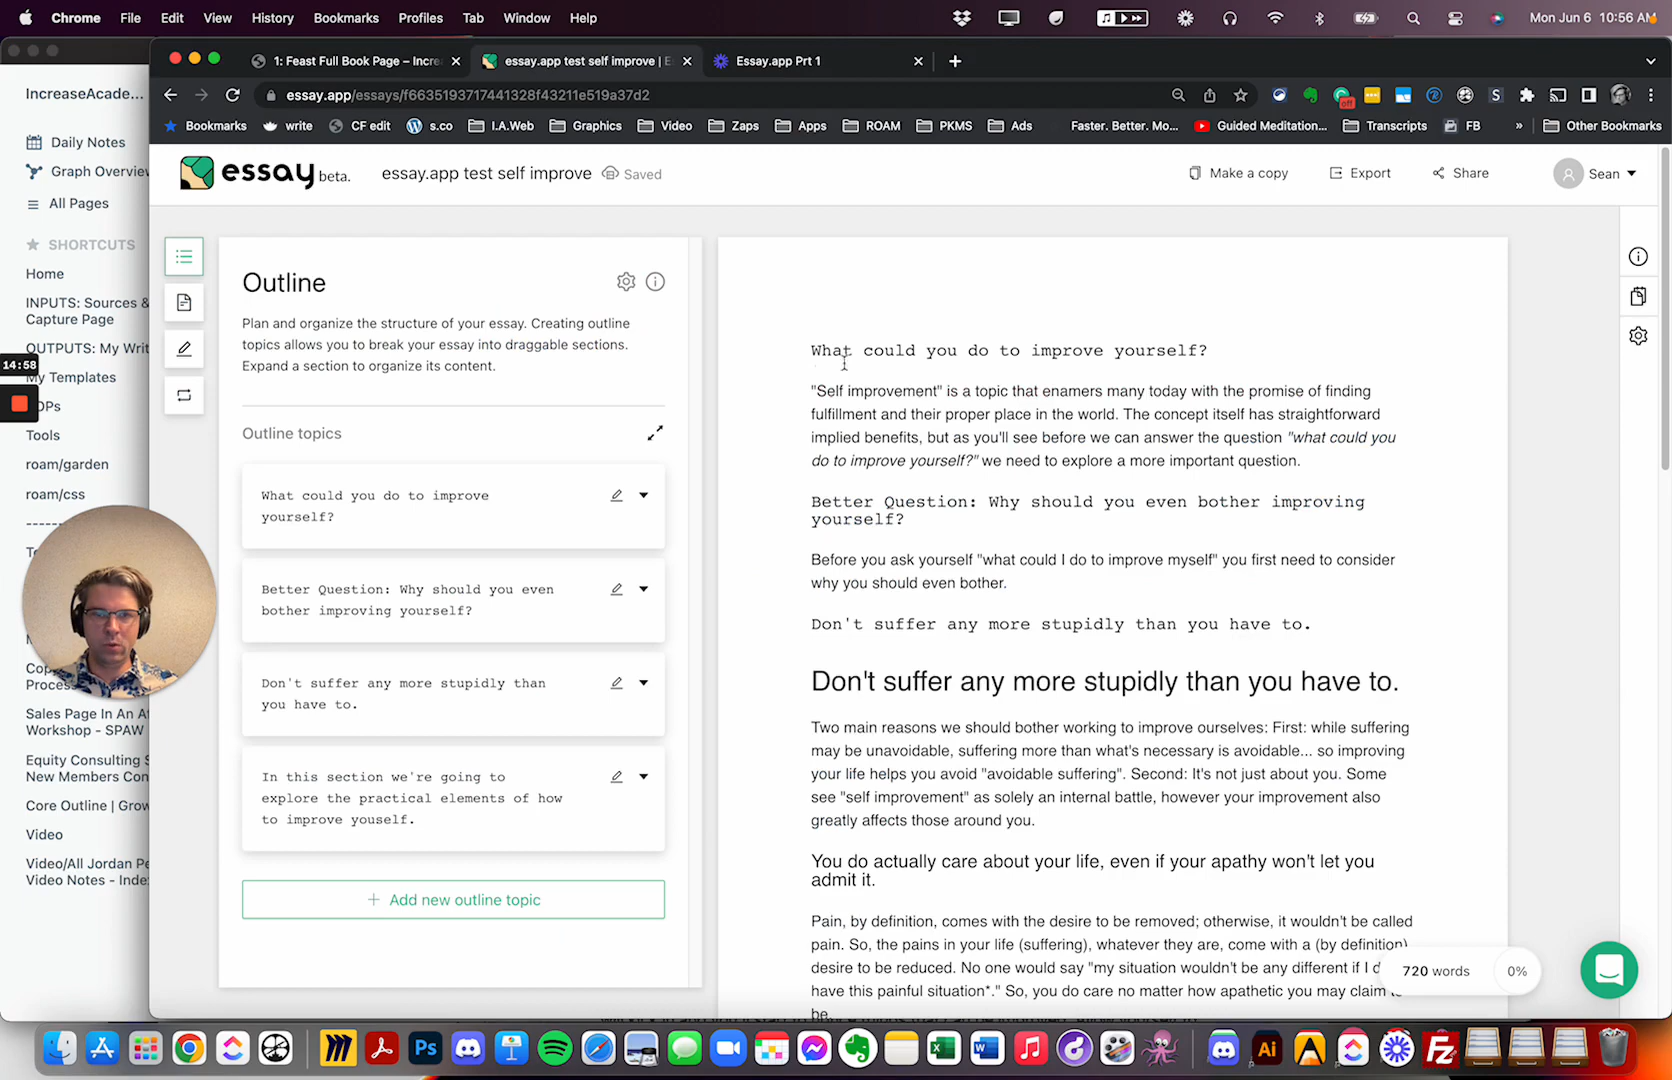 Chrome File Edit View History Bookmarks Profiles Tab Window Help Mon Jun 6 10:56 AM
1: Feast Full Book Page – Incre
essay.app test self improve | E
Essay.app Prt 1
essay.app/essays/f6635193717441328f43211e519a37d2
off
Bookmarks write CF edit s.co I.A.Web Graphics Video Zaps Apps ROAM PKMS Ads Faster. Better. Mo... Guided Meditation... Transcripts FB » Other Bookmarks
IncreaseAcade...
Daily Notes
Graph Overview
All Pages
SHORTCUTS
Home
INPUTS: Sources &
Capture Page
OUTPUTS: My Writ
14:58
My Templates
OPs
Tools
roam/garden
roam/css
Sales Page In An Af
Workshop - SPAW
Equity Consulting S
New Members Con
Core Outline | Grow
Video
Video/All Jordan Pe
Video Notes - Inde
essay beta.
essay.app test self improve
Saved
Make a copy
Export
Share
Sean
Outline
Plan and organize the structure of your essay. Creating outline
topics allows you to break your essay into draggable sections.
Expand a section to organize its content.
Outline topics
What could you do to improve
yourself?
Better Question: Why should you even
bother improving yourself?
Don't suffer any more stupidly than
you have to.
In this section we're going to
explore the practical elements of how
to improve youself.
+ Add new outline topic
What could you do to improve yourself?
"Self improvement" is a topic that enamers many today with the promise of finding
fulfillment and their proper place in the world. The concept itself has straightforward
implied benefits, but as you'll see before we can answer the question "what could you
do to improve yourself?" we need to explore a more important question.
Better Question: Why should you even bother improving
yourself?
Before you ask yourself "what could I do to improve myself" you first need to consider
why you should even bother.
Don't suffer any more stupidly than you have to.
Don't suffer any more stupidly than you have to.
Two main reasons we should bother working to improve ourselves: First: while suffering
may be unavoidable, suffering more than what's necessary is avoidable... so improving
your life helps you avoid "avoidable suffering". Second: It's not just about you. Some
see "self improvement" as solely an internal battle, however your improvement also
greatly affects those around you.
You do actually care about your life, even if your apathy won't let you
admit it.
Pain, by definition, comes with the desire to be removed; otherwise, it wouldn't be called
pain. So, the pains in your life (suffering), whatever they are, come with a (by definition)
desire to be reduced. No one would say "my situation wouldn't be any different if I d
have this painful situation*." So, you do care no matter how apathetic you may claim to
be.
720 words 0%
Ps
Ai
Fz